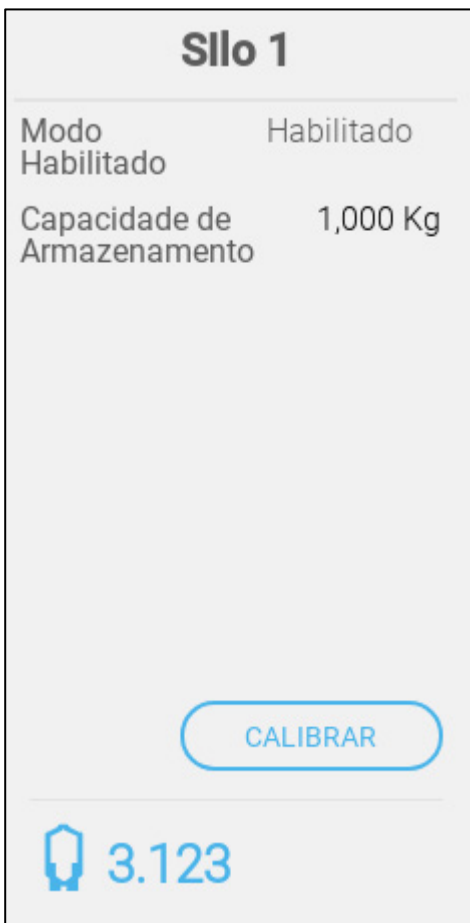 SIlo 1
Modo Habilitado
Habilitado
Capacidade de 1,000 Kg
Armazenamento
CALIBRAR
3.123